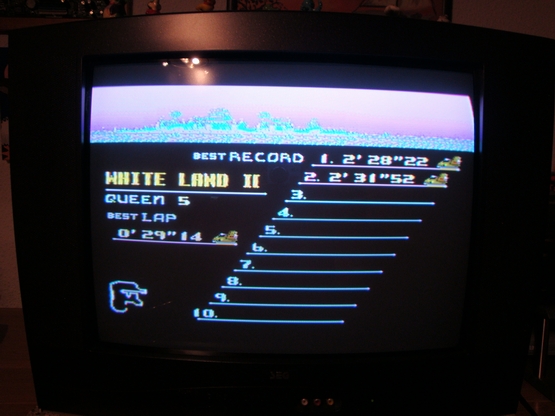 BEST RECORD 1. 2'28"22
WHITE LAND II 2. 2'31"52
QUEEN 5 3.
BEST LAP 4.
0'29"14 5.
6.
7.
8.
9.
10.